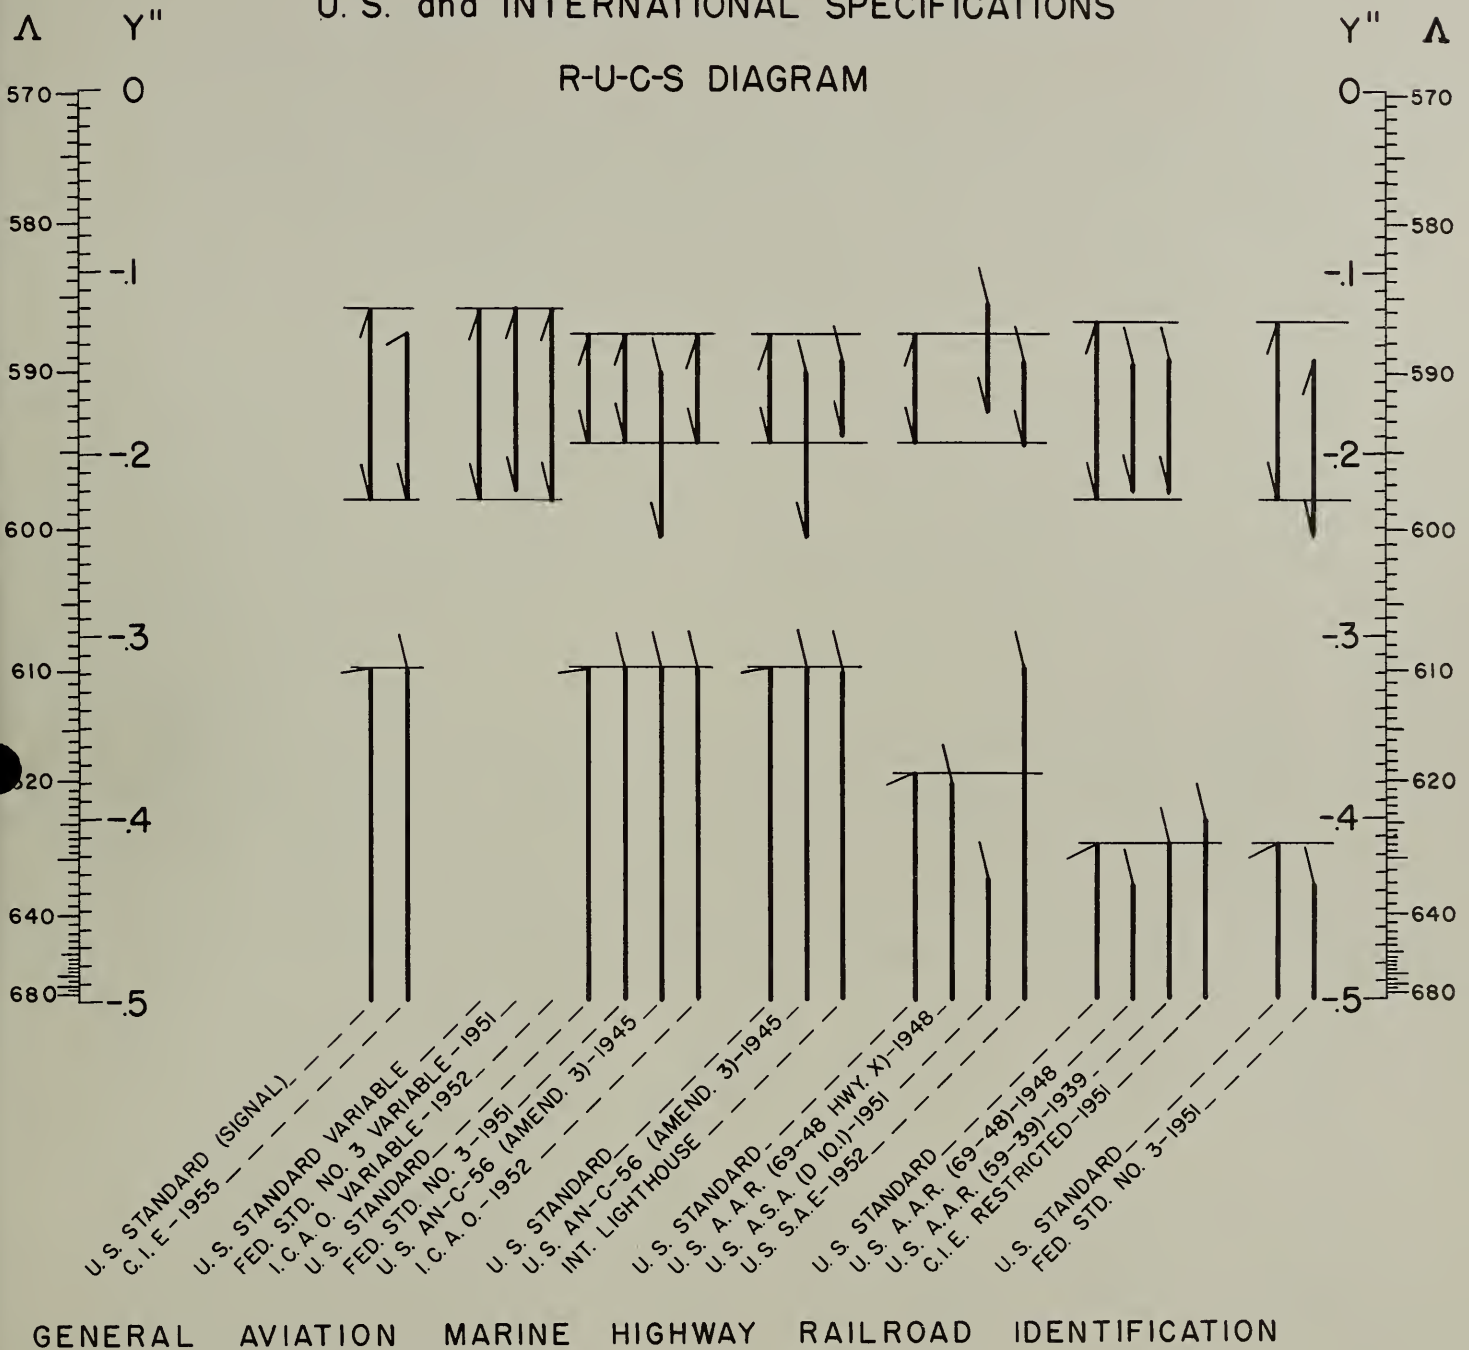 U. S. and INTERNATIONAL SPECIFICATIONS
R-U-C-S DIAGRAM
Λ Y"
Y" Λ
570 0
580
-.1
590
-.2
600
-.3
610
620
-.4
640
680
-.5
0 570
580
-.1
590
-.2
600
-.3
610
620
-.4
640
680
-.5
U.S. STANDARD (SIGNAL)
C.I.E-1955
U.S. STANDARD VARIABLE
FED. STD. NO. 3 VARIABLE-1951
I.C.A.O. VARIABLE-1952
U.S. STANDARD
FED. STD. NO. 3-1951
U.S. AN-C-56 (AMEND. 3)-1945
I.C.A.O.-1952
U.S. STANDARD
U.S. AN-C-56 (AMEND. 3)-1945
INT. LIGHTHOUSE
U.S. STANDARD
U.S. A.A.R. (69-48 HWY. X)-1948
U.S. A.S.A. (D 10.1)-1951
U.S. S.A.E-1952
U.S. STANDARD
U.S. A.A.R. (69-48)-1948
U.S. A.A.R. (59-39)-1939
C.I.E. RESTRICTED-1951
U.S. STANDARD
FED. STD. NO. 3-1951
GENERAL AVIATION MARINE HIGHWAY RAILROAD IDENTIFICATION